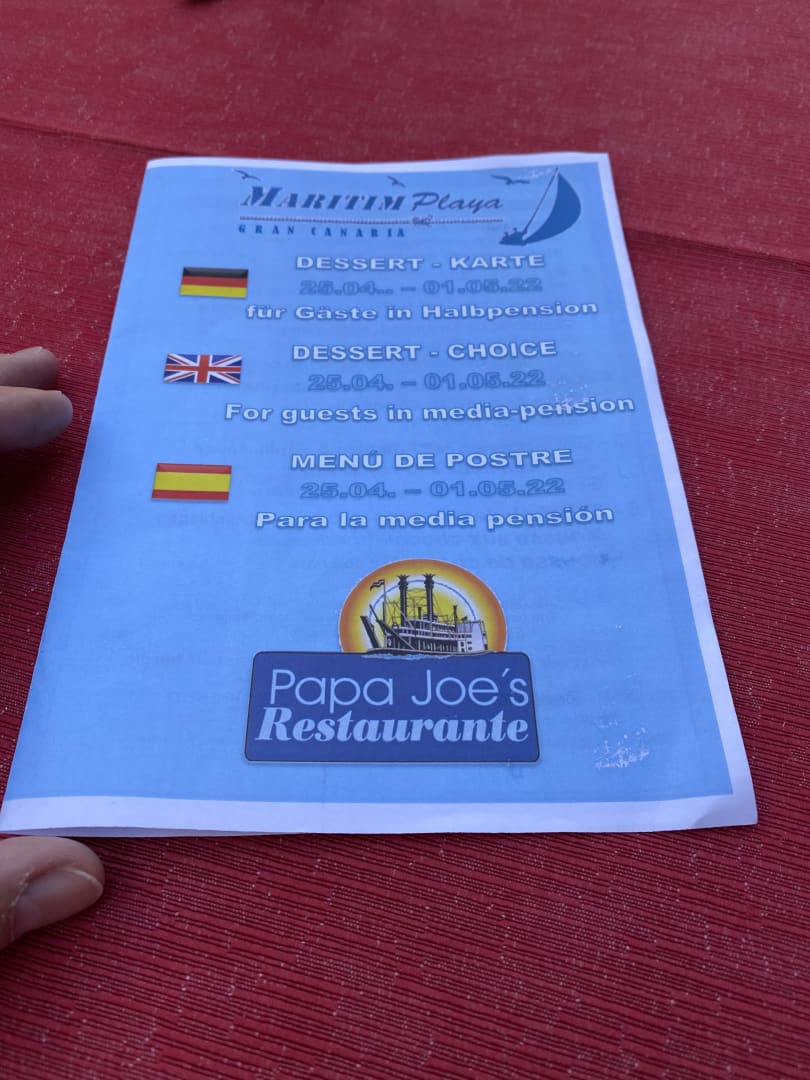 MARITIM Playa
GRAN CANARIA
DESSERT - KARTE
25.04.. – 01.05.22
für Gäste in Halbpension
DESSERT - CHOICE
25.04. – 01.05.22
For guests in media-pension
MENÚ DE POSTRE
25.04. – 01.05.22
Para la media pensión
Papa Joe´s
Restaurante